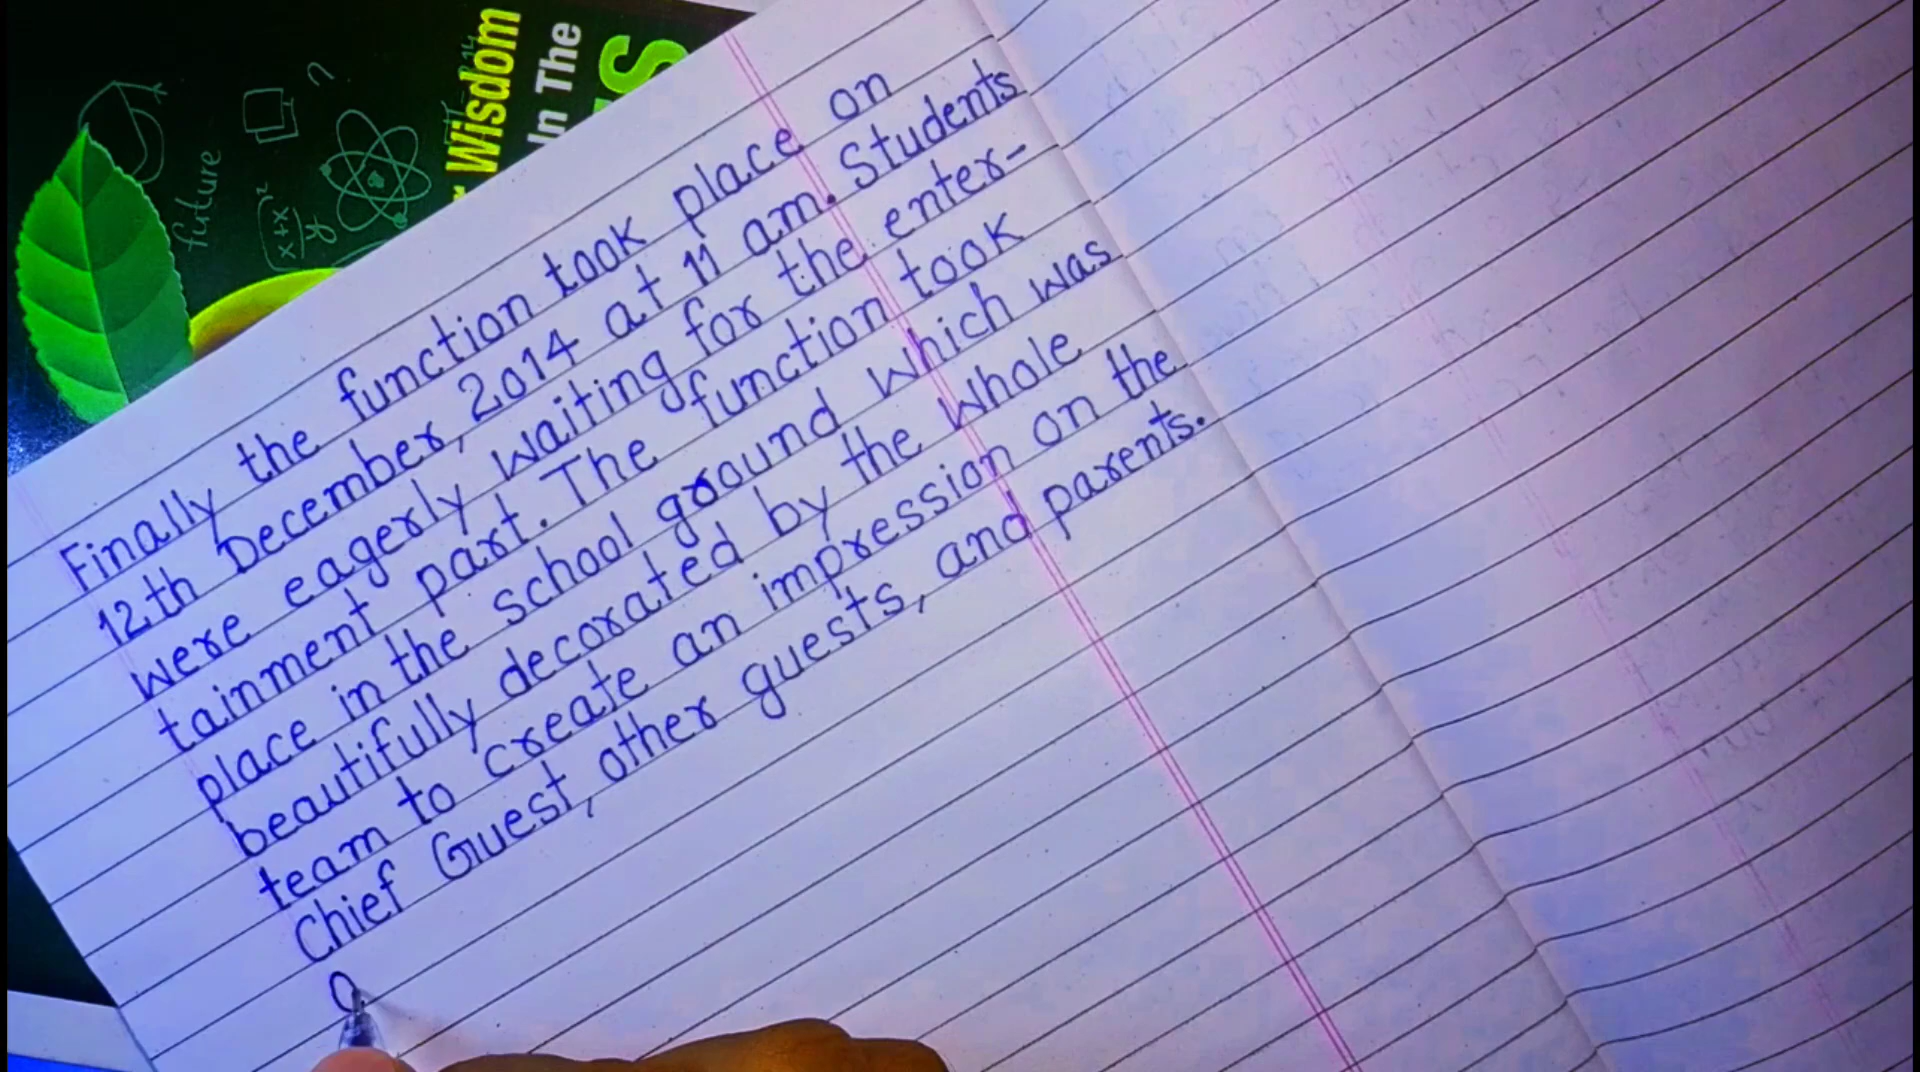 r Wisdom
In The
future
Finally the function took place on
12th December, 2014 at 11 am. Students
were eagerly waiting for the enter-
tainment part. The function took
place in the school ground which was
beautifully decorated by the whole
team to create an impression on the
Chief Guest, other guests, and parents.